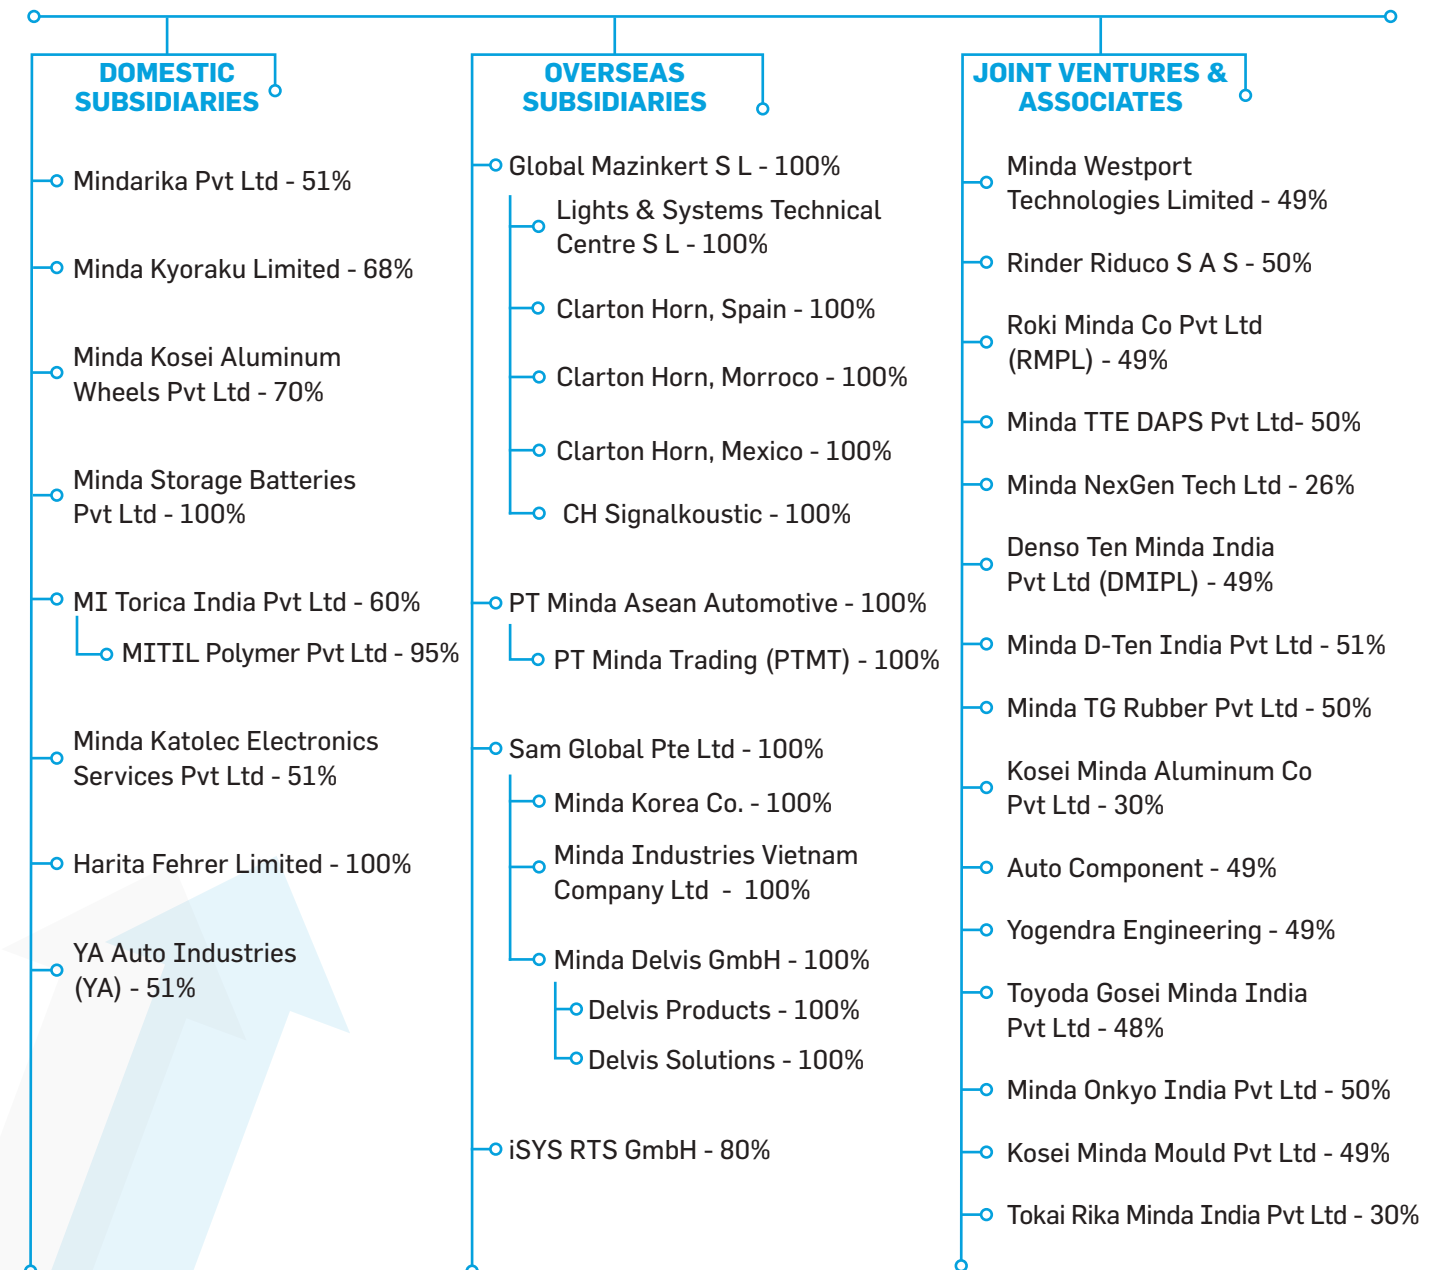 DOMESTIC
SUBSIDIARIES
Mindarika Pvt Ltd - 51%
Minda Kyoraku Limited - 68%
Minda Kosei Aluminum
Wheels Pvt Ltd - 70%
Minda Storage Batteries
Pvt Ltd - 100%
MI Torica India Pvt Ltd - 60%
MITIL Polymer Pvt Ltd - 95%
Minda Katolec Electronics
Services Pvt Ltd - 51%
Harita Fehrer Limited - 100%
YA Auto Industries
(YA) - 51%
OVERSEAS
SUBSIDIARIES
Global Mazinkert S L - 100%
Lights & Systems Technical
Centre S L - 100%
Clarton Horn, Spain - 100%
Clarton Horn, Morroco - 100%
Clarton Horn, Mexico - 100%
CH Signalkoustic - 100%
PT Minda Asean Automotive - 100%
PT Minda Trading (PTMT) - 100%
Sam Global Pte Ltd - 100%
Minda Korea Co. - 100%
Minda Industries Vietnam
Company Ltd - 100%
Minda Delvis GmbH - 100%
Delvis Products - 100%
Delvis Solutions - 100%
iSYS RTS GmbH - 80%
JOINT VENTURES &
ASSOCIATES
Minda Westport
Technologies Limited - 49%
Rinder Riduco S A S - 50%
Roki Minda Co Pvt Ltd
(RMPL) - 49%
Minda TTE DAPS Pvt Ltd- 50%
Minda NexGen Tech Ltd - 26%
Denso Ten Minda India
Pvt Ltd (DMIPL) - 49%
Minda D-Ten India Pvt Ltd - 51%
Minda TG Rubber Pvt Ltd - 50%
Kosei Minda Aluminum Co
Pvt Ltd - 30%
Auto Component - 49%
Yogendra Engineering - 49%
Toyoda Gosei Minda India
Pvt Ltd - 48%
Minda Onkyo India Pvt Ltd - 50%
Kosei Minda Mould Pvt Ltd - 49%
Tokai Rika Minda India Pvt Ltd - 30%